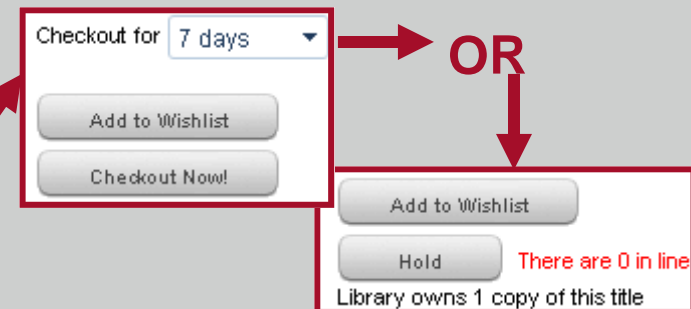 Checkout for 7 days
OR
Add to Wishlist
Checkout Now!
Add to Wishlist
Hold There are 0 in line
Library owns 1 copy of this title